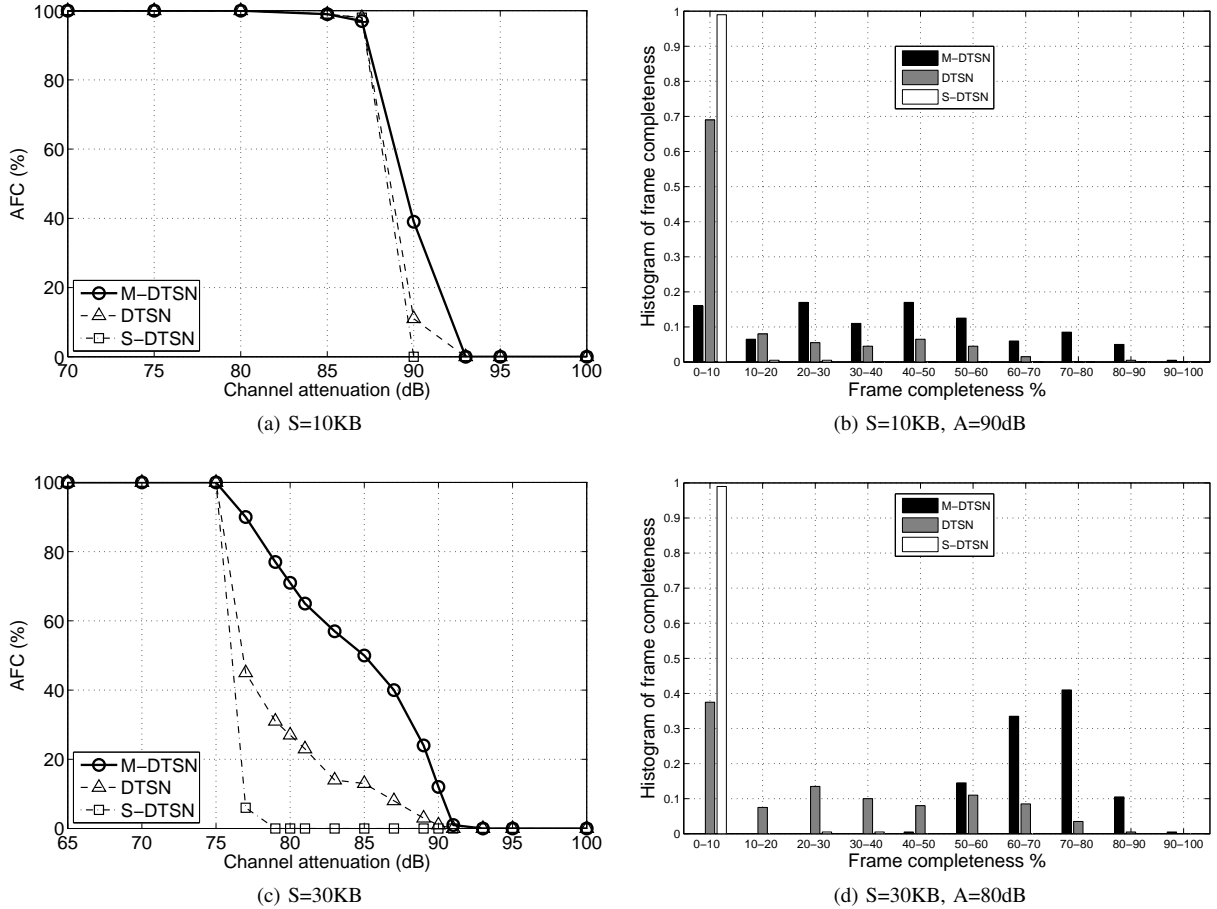 AFC (%)
100
80
60
40
20
0
M−DTSN
DTSN
S−DTSN
70 75 80 85 90 95 100
Channel attenuation (dB)
(a) S=10KB
Histogram of frame completeness
1
0.9
0.8
0.7
0.6
0.5
0.4
0.3
0.2
0.1
0
M−DTSN
DTSN
S−DTSN
0−10 10−20 20−30 30−40 40−50 50−60 60−70 70−80 80−90 90−100
Frame completeness %
(b) S=10KB, A=90dB
AFC (%)
100
80
60
40
20
0
M−DTSN
DTSN
S−DTSN
65 70 75 80 85 90 95 100
Channel attenuation (dB)
(c) S=30KB
Histogram of frame completeness
1
0.9
0.8
0.7
0.6
0.5
0.4
0.3
0.2
0.1
0
M−DTSN
DTSN
S−DTSN
0−10 10−20 20−30 30−40 40−50 50−60 60−70 70−80 80−90 90−100
Frame completeness %
(d) S=30KB, A=80dB